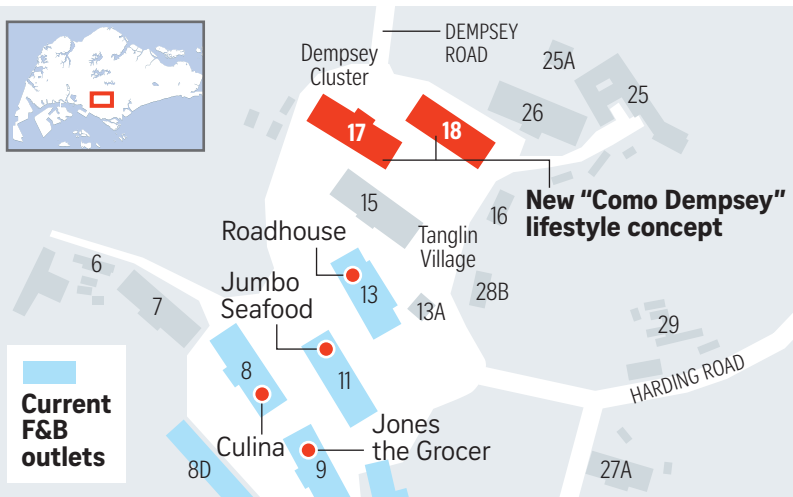 DEMPSEY
ROAD
Dempsey
Cluster
25A
25
26
17
18
New “Como Dempsey”
lifestyle concept
15
16
Tanglin
Village
Roadhouse
6
7
Jumbo
Seafood
13
13A
28B
29
HARDING ROAD
8
11
Current
F&B
outlets
Culina
Jones
the Grocer
8D
9
27A